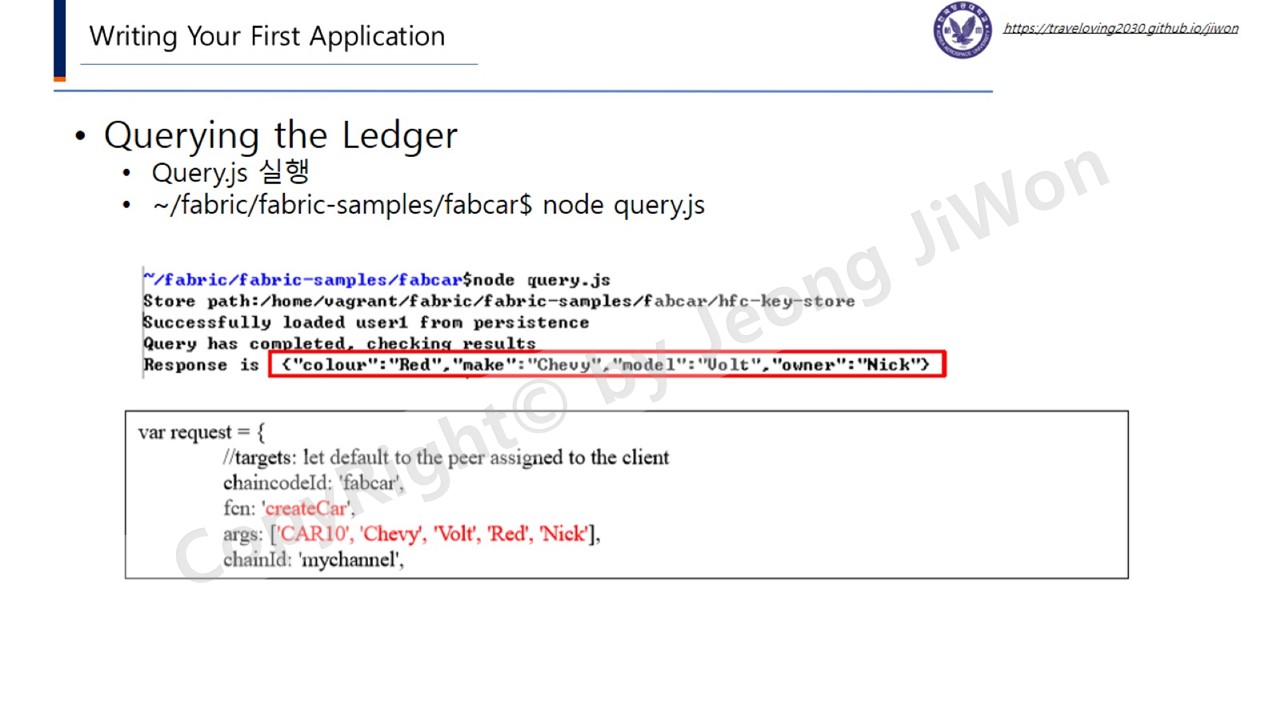 Writing Your First Application
https://traveloving2030.github.io/jiwon
• Querying the Ledger
• Query.js 실행
• ~/fabric/fabric-samples/fabcar$ node query.js
~/fabric/fabric-samples/fabcar$node query.js
Store path:/home/vagrant/fabric/fabric-samples/fabcar/hfc-key-store
Successfully loaded user1 from persistence
Query has completed, checking results
Response is {"colour":"Red","make":"Chevy","model":"Volt","owner":"Nick"}
var request = {
//targets: let default to the peer assigned to the client
chaincodeId: 'fabcar',
fcn: 'createCar',
args: ['CAR10', 'Chevy', 'Volt', 'Red', 'Nick'],
chainId: 'mychannel',
CopyRight© by Jeong JiWon